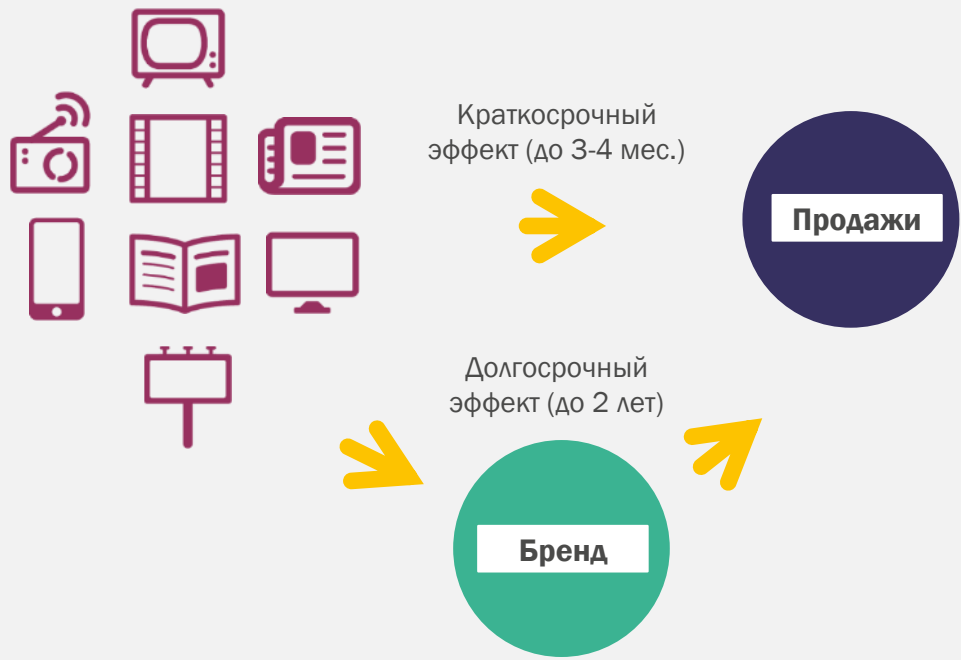 Краткосрочный
эффект (до 3-4 мес.)
Продажи
Долгосрочный
эффект (до 2 лет)
Бренд